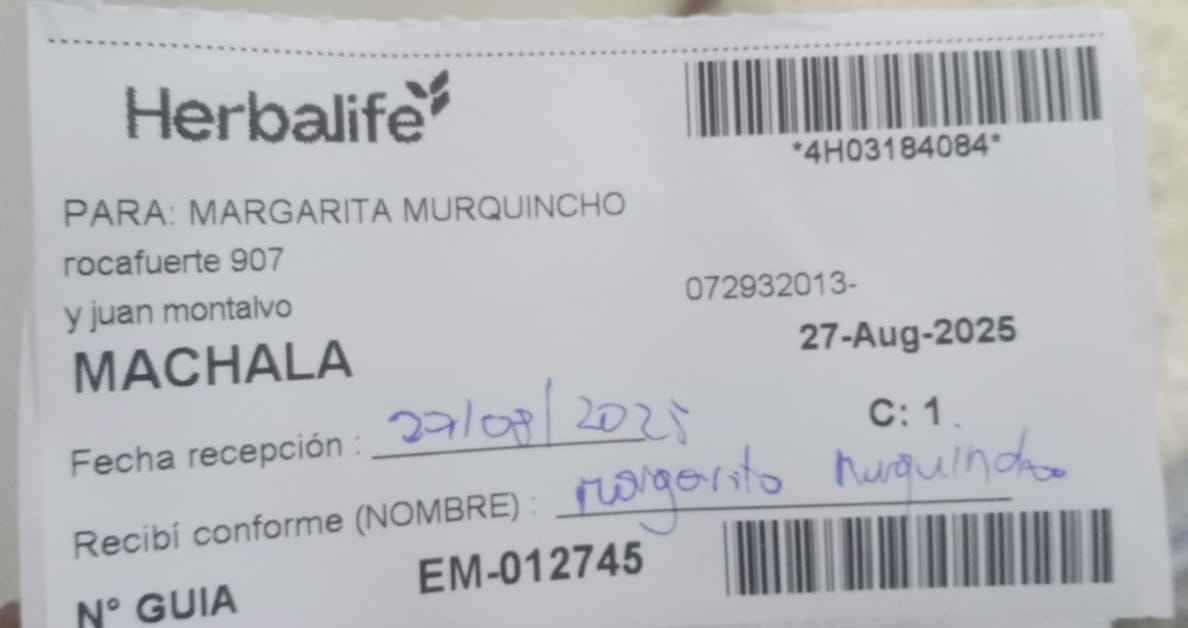 Herbalife
*4H03184084*
PARA: MARGARITA MURQUINCHO
rocafuerte 907
y juan montalvo
072932013-
MACHALA
27-Aug-2025
C: 1
Fecha recepción : 27/08/2025
Recibí conforme (NOMBRE) : Margarita Murquincho
N° GUIA
EM-012745